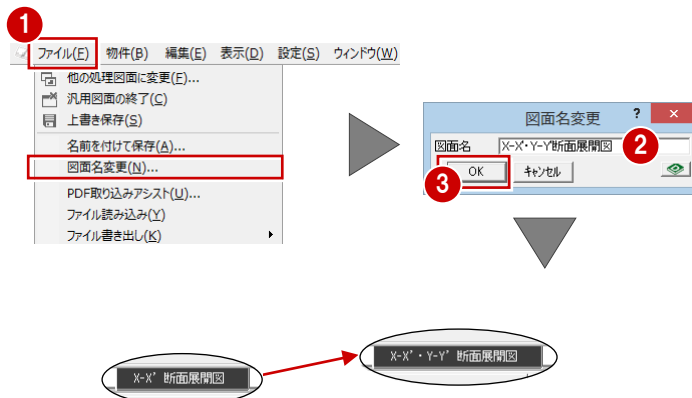 1
ファイル(F) 物件(B) 編集(E) 表示(D) 設定(S) ウィンドウ(W)
他の処理図面に変更(F)...
汎用図面の終了(C)
上書き保存(S)
名前を付けて保存(A)...
図面名変更(N)...
PDF取り込みアシスト(U)...
ファイル読み込み(Y)
ファイル書き出し(K)
図面名変更 ? ×
図面名 X-X'・Y-Y'断面展開図 2
3 OK キャンセル
X-X'・Y-Y' 断面展開図
X-X' 断面展開図